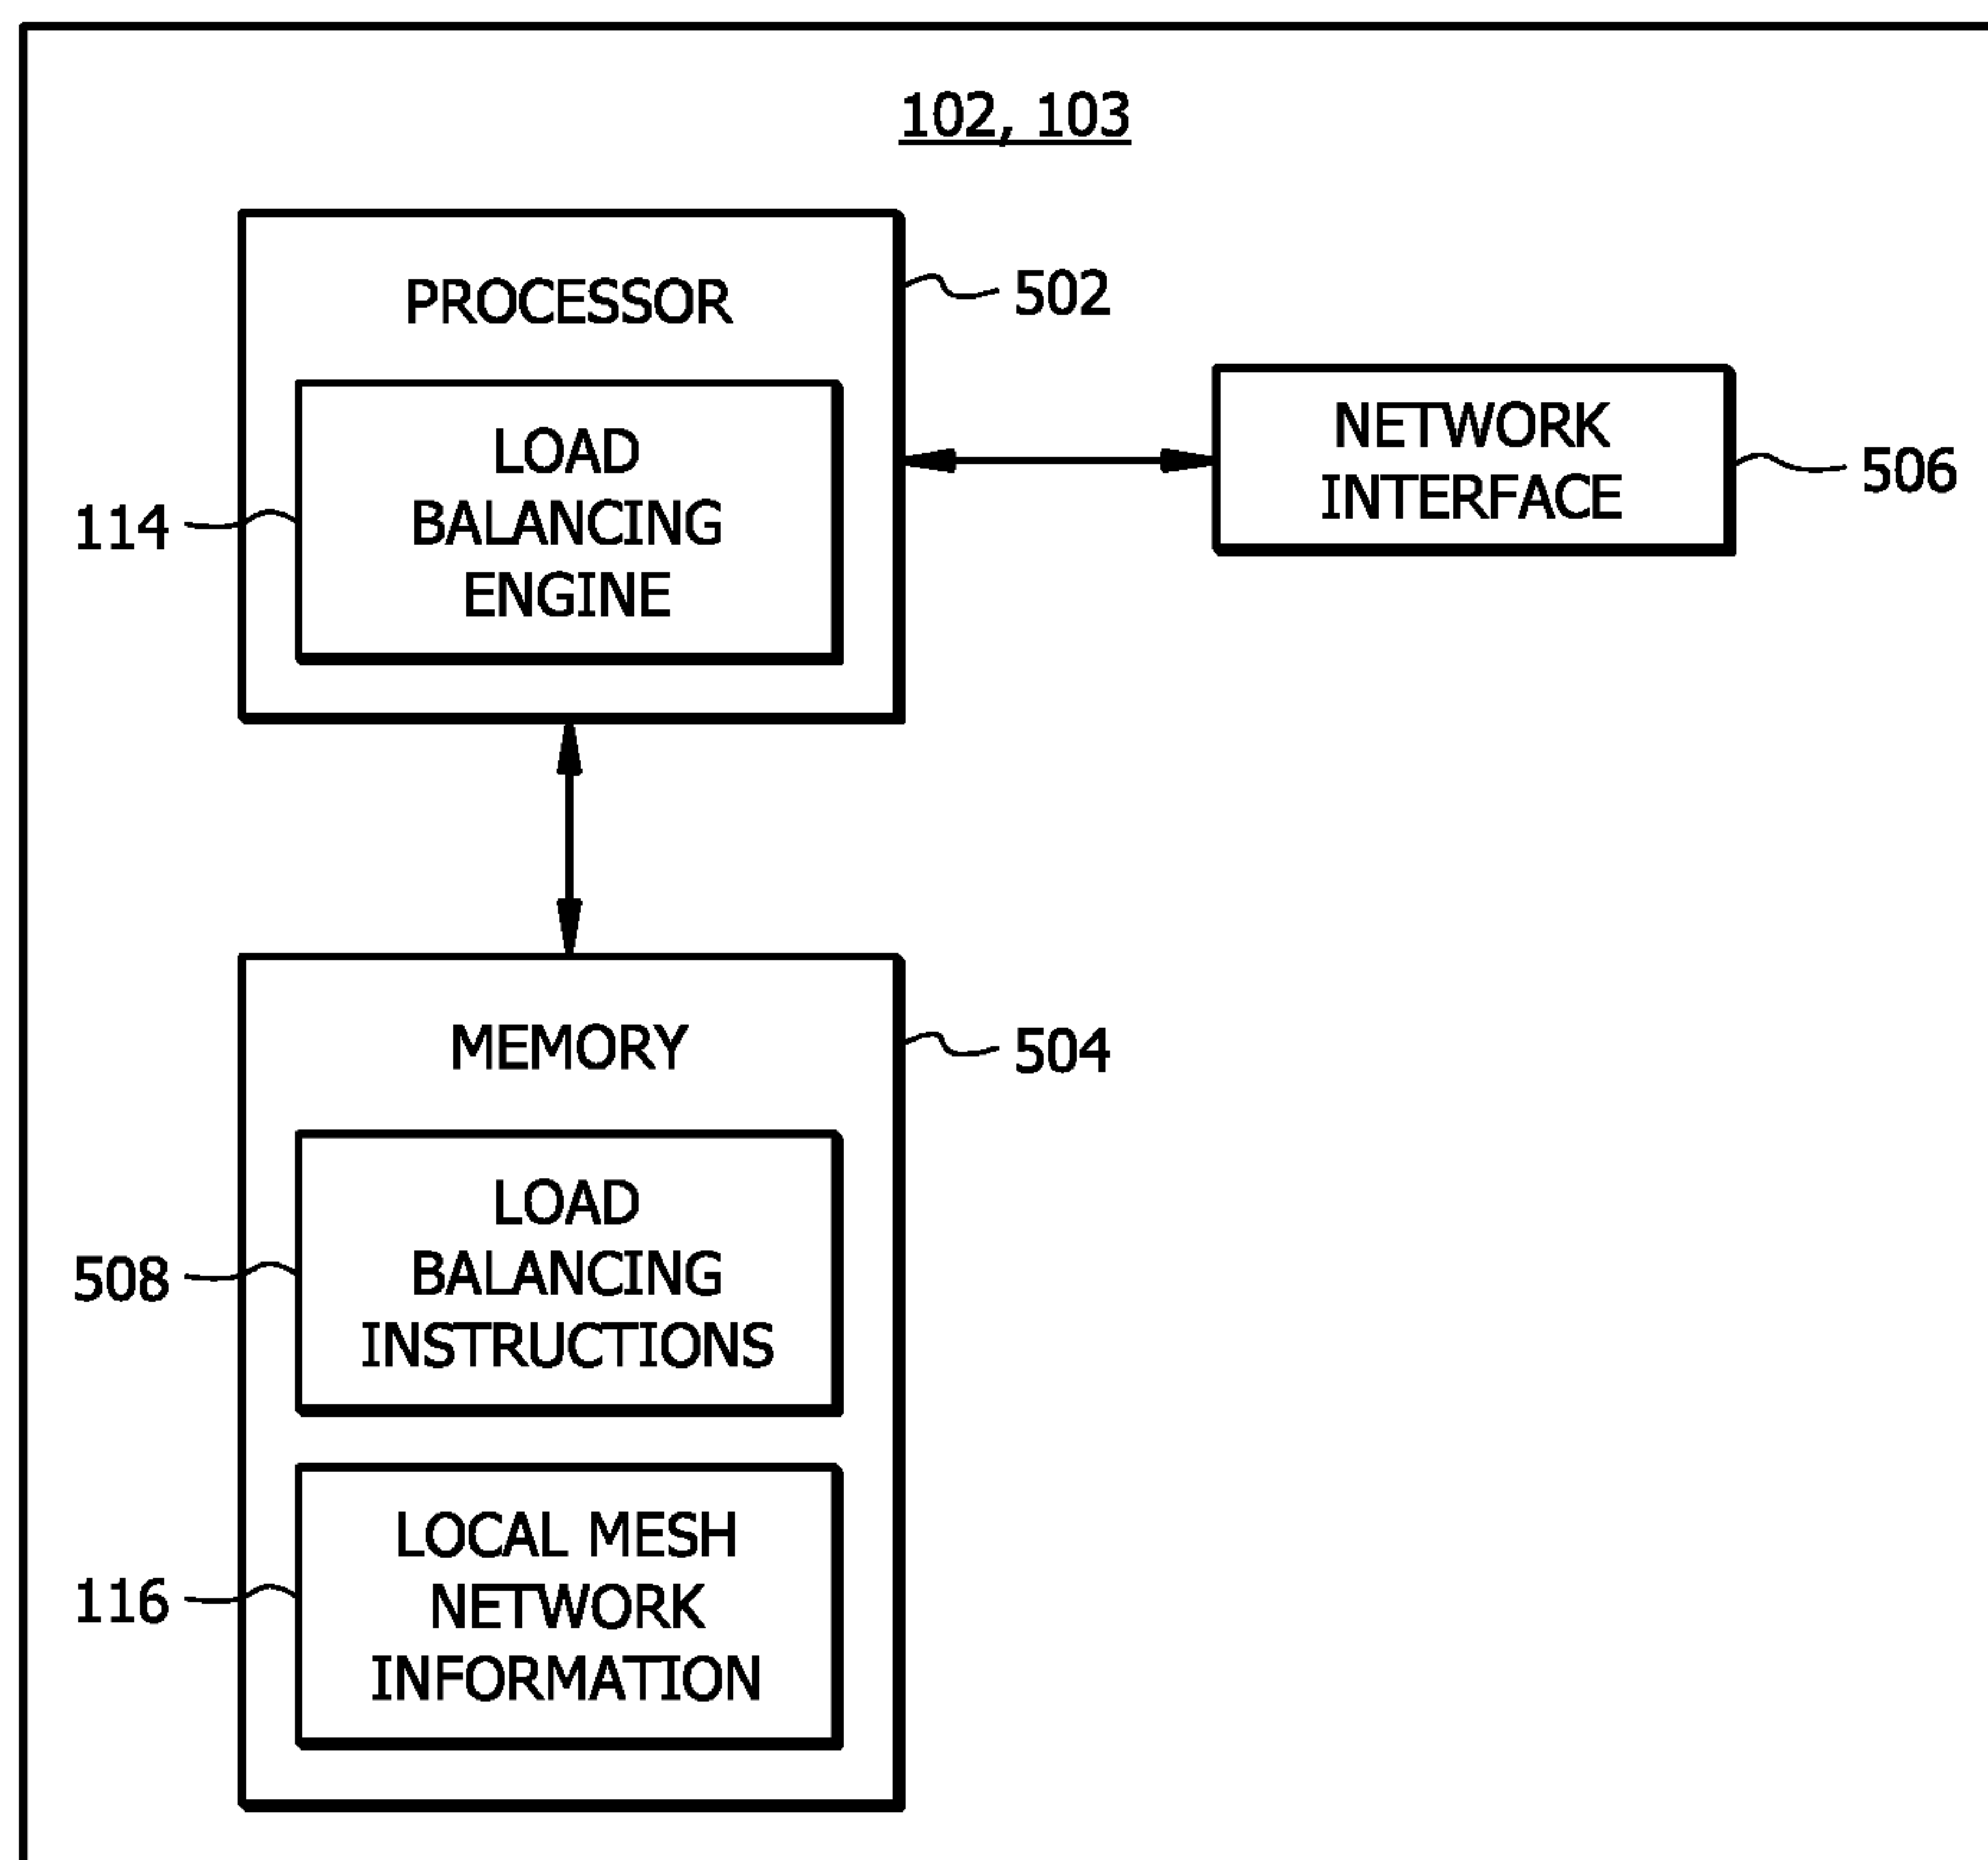 102, 103
PROCESSOR
502
LOAD
BALANCING
ENGINE
114
NETWORK
INTERFACE
506
MEMORY
504
LOAD
BALANCING
INSTRUCTIONS
508
LOCAL MESH
NETWORK
INFORMATION
116